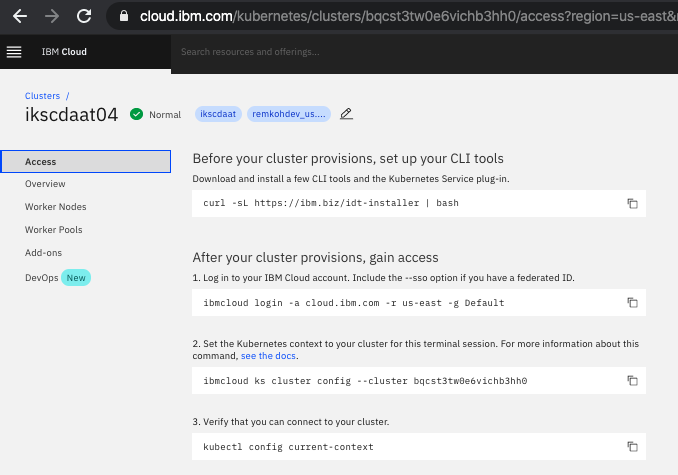 cloud.ibm.com/kubernetes/clusters/bqcst3tw0e6vichb3hh0/access?region=us-east&
IBM Cloud
Search resources and offerings...
Clusters /
ikscdaat04
Normal
ikscdaat
remkohdev_us....
Access
Overview
Worker Nodes
Worker Pools
Add-ons
DevOps New
Before your cluster provisions, set up your CLI tools
Download and install a few CLI tools and the Kubernetes Service plug-in.
curl -sL https://ibm.biz/idt-installer | bash
After your cluster provisions, gain access
1. Log in to your IBM Cloud account. Include the --sso option if you have a federated ID.
ibmcloud login -a cloud.ibm.com -r us-east -g Default
2. Set the Kubernetes context to your cluster for this terminal session. For more information about this
command, see the docs.
ibmcloud ks cluster config --cluster bqcst3tw0e6vichb3hh0
3. Verify that you can connect to your cluster.
kubectl config current-context